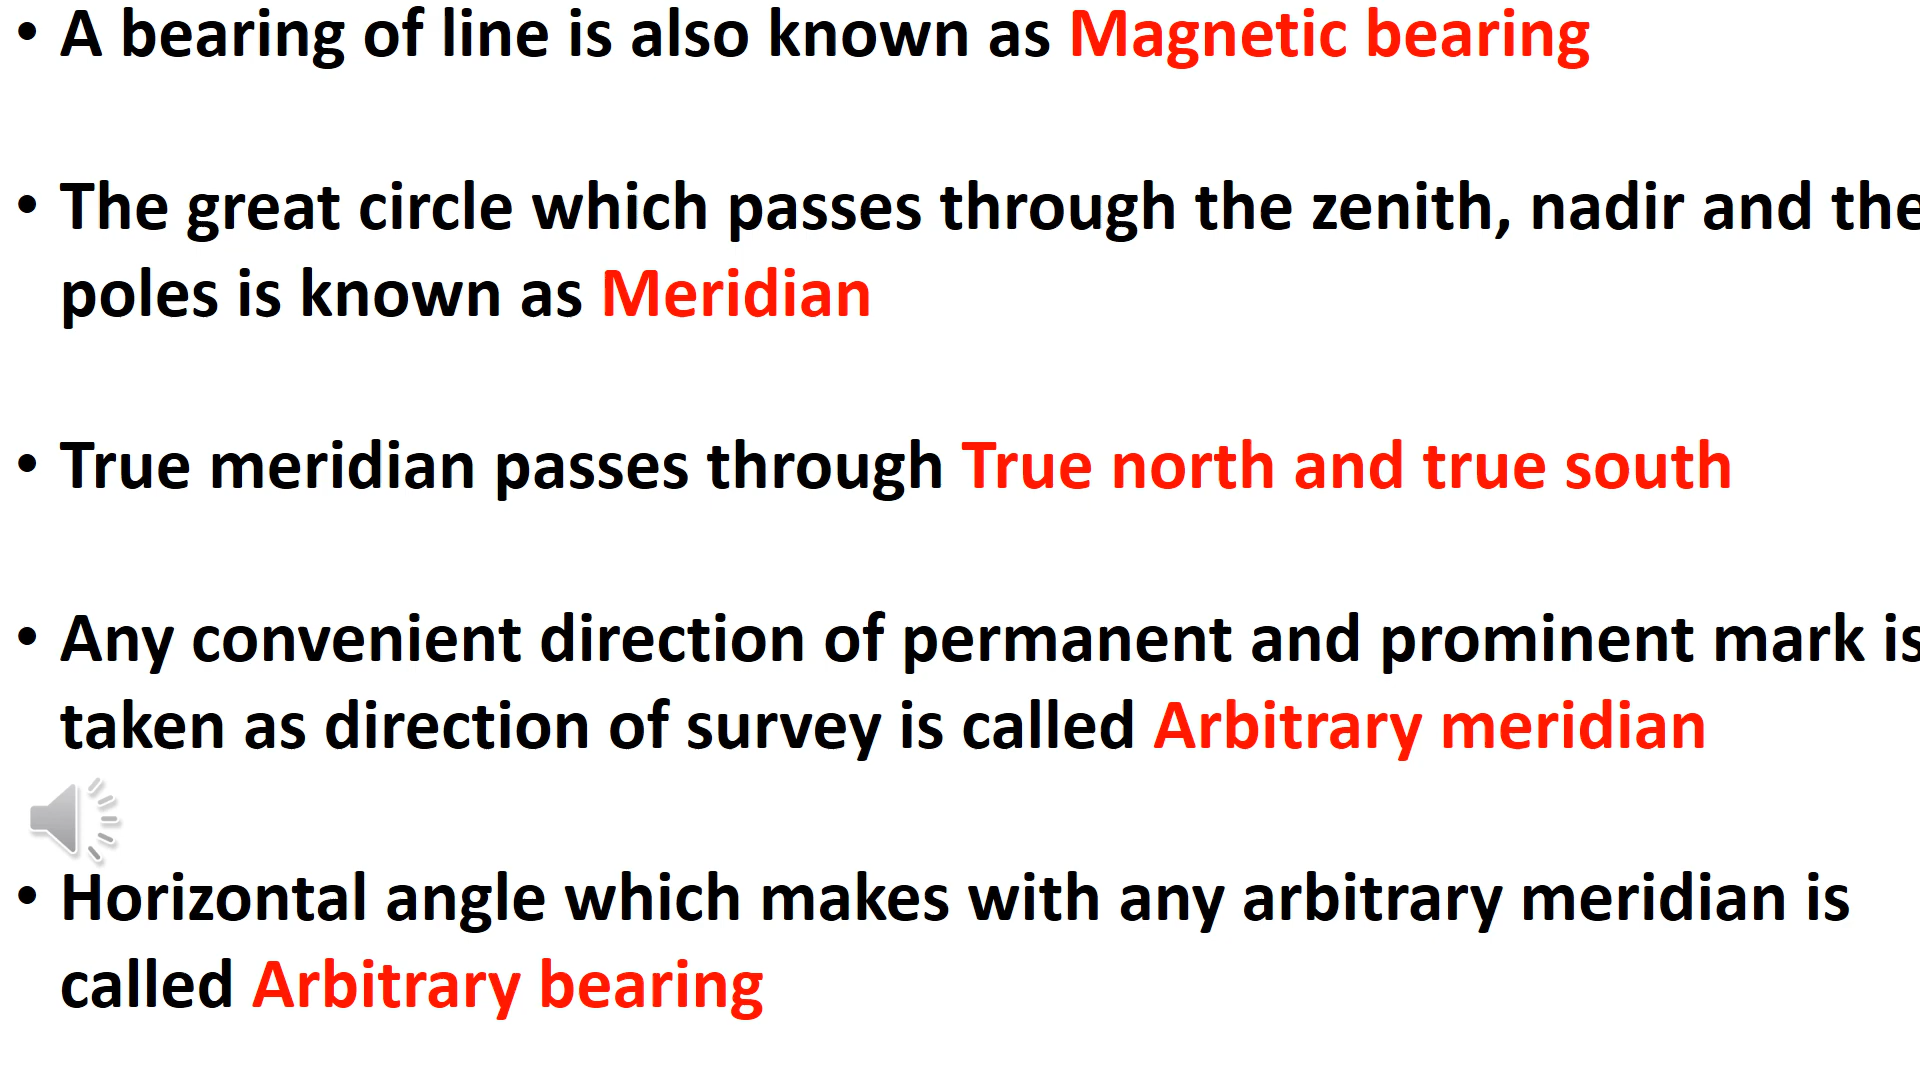 • A bearing of line is also known as Magnetic bearing
• The great circle which passes through the zenith, nadir and the
poles is known as Meridian
• True meridian passes through True north and true south
• Any convenient direction of permanent and prominent mark is
taken as direction of survey is called Arbitrary meridian
• Horizontal angle which makes with any arbitrary meridian is
called Arbitrary bearing